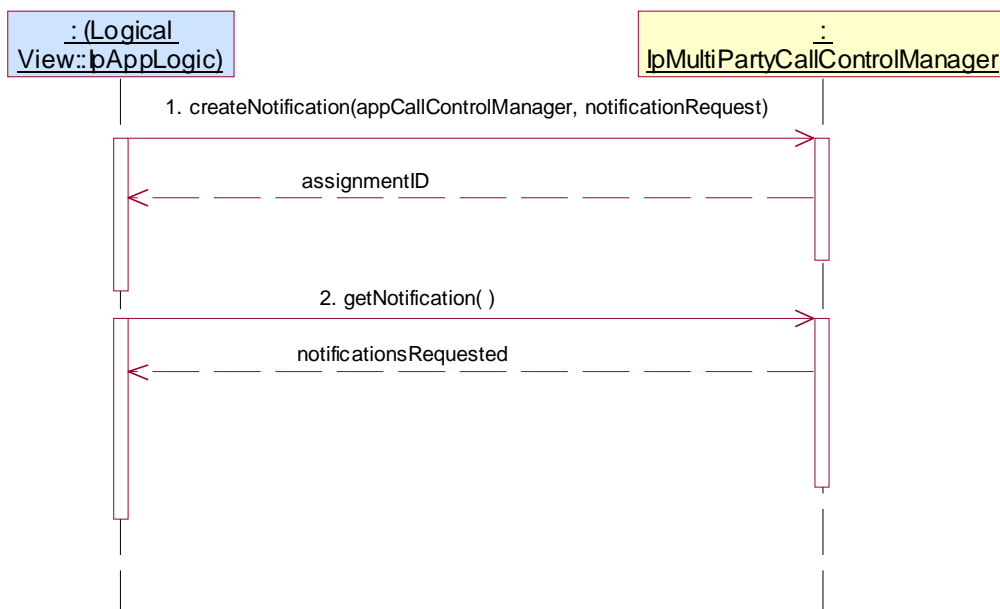 : (Logical
View::IpAppLogic)
:
IpMultiPartyCallControlManager
1. createNotification(appCallControlManager, notificationRequest)
assignmentID
2. getNotification( )
notificationsRequested